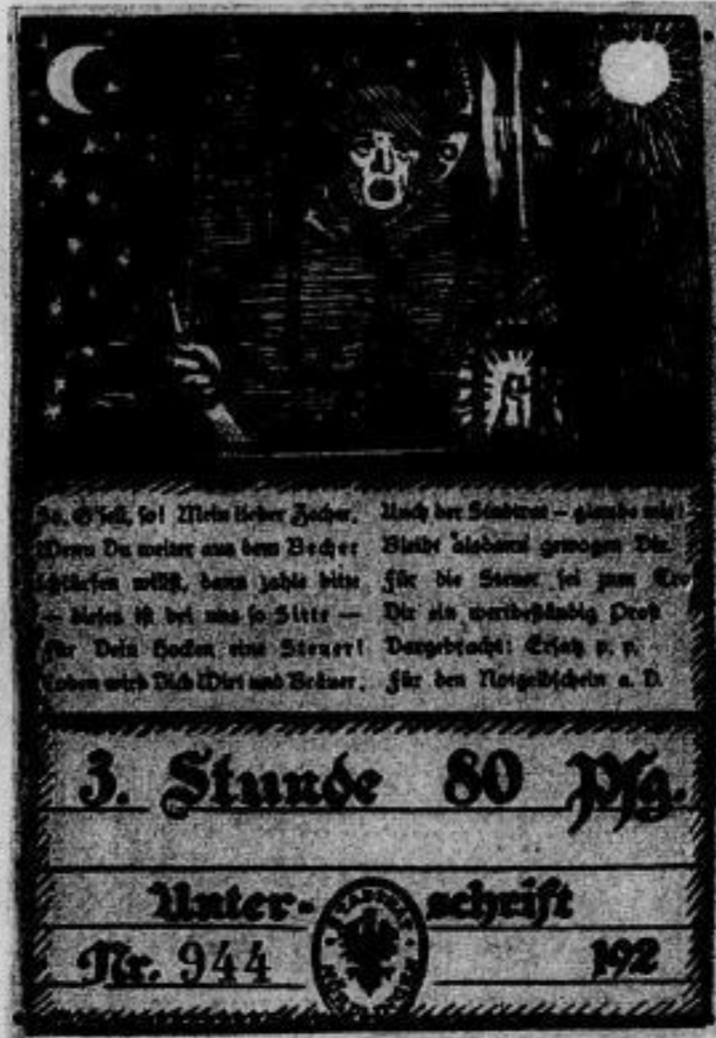 So, G'sell, so! Mein lieber Zecher,
Wenn Du weiter aus dem Becher
schlürfen willst, dann zahle bitte
— dieses ist bei uns so Sitte —
Für Dein Hocken eine Steuer!
Loben wird Dich Wirt und Bräuer,
Auch der Stadtrat — glaube mir!
Bleibt alsdann gewogen Dir.
Für die Steuer sei zum
Dir ein wertbeständig Prost
Dargebracht! Ersatz p. p.
Für den Notgeldschein a. D.
3. Stunde 80 Pfg.
Unter-schrift
Nr. 944 192